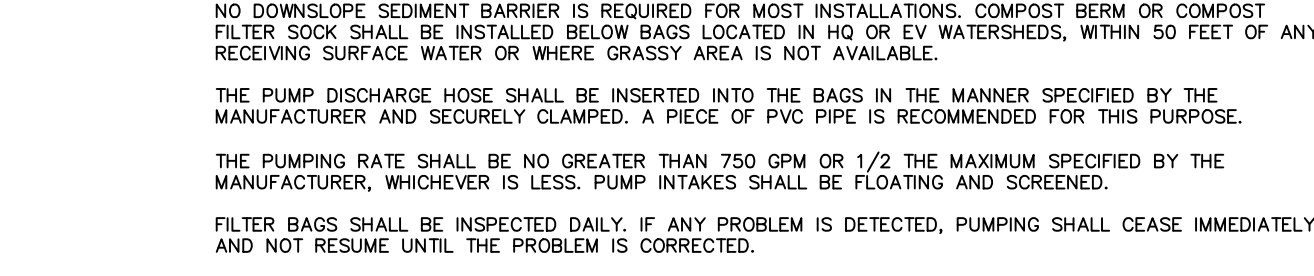 NO DOWNSLOPE SEDIMENT BARRIER IS REQUIRED FOR MOST INSTALLATIONS. COMPOST BERM OR COMPOST
FILTER SOCK SHALL BE INSTALLED BELOW BAGS LOCATED IN HQ OR EV WATERSHEDS, WITHIN 50 FEET OF ANY
RECEIVING SURFACE WATER OR WHERE GRASSY AREA IS NOT AVAILABLE.
THE PUMP DISCHARGE HOSE SHALL BE INSERTED INTO THE BAGS IN THE MANNER SPECIFIED BY THE
MANUFACTURER AND SECURELY CLAMPED. A PIECE OF PVC PIPE IS RECOMMENDED FOR THIS PURPOSE.
THE PUMPING RATE SHALL BE NO GREATER THAN 750 GPM OR 1/2 THE MAXIMUM SPECIFIED BY THE
MANUFACTURER, WHICHEVER IS LESS. PUMP INTAKES SHALL BE FLOATING AND SCREENED.
FILTER BAGS SHALL BE INSPECTED DAILY. IF ANY PROBLEM IS DETECTED, PUMPING SHALL CEASE IMMEDIATELY
AND NOT RESUME UNTIL THE PROBLEM IS CORRECTED.